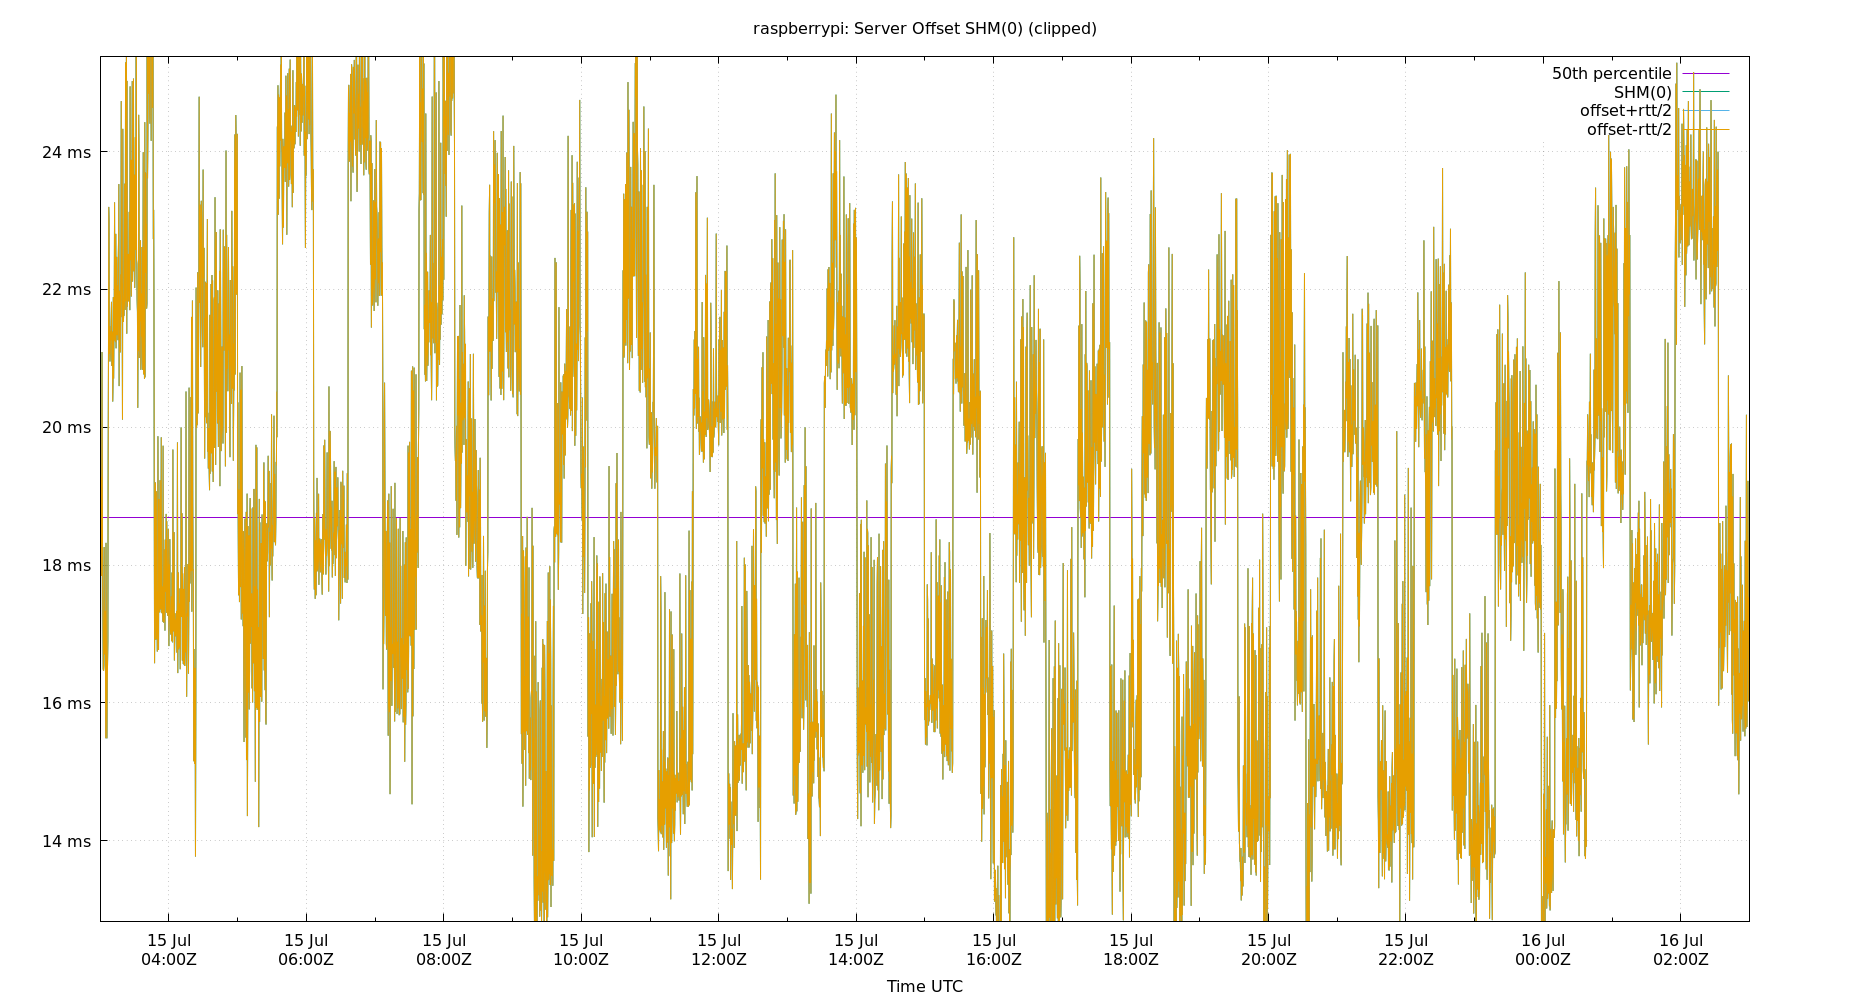 raspberrypi: Server Offset SHM(0) (clipped)
50th percentile
SHM(0)
offset+rtt/2
offset-rtt/2
24 ms
22 ms
20 ms
18 ms
16 ms
14 ms
15 Jul 15 Jul 15 Jul 15 Jul 15 Jul 15 Jul 15 Jul 15 Jul 15 Jul 15 Jul 16 Jul 16 Jul
04:00Z 06:00Z 08:00Z 10:00Z 12:00Z 14:00Z 16:00Z 18:00Z 20:00Z 22:00Z 00:00Z 02:00Z
Time UTC